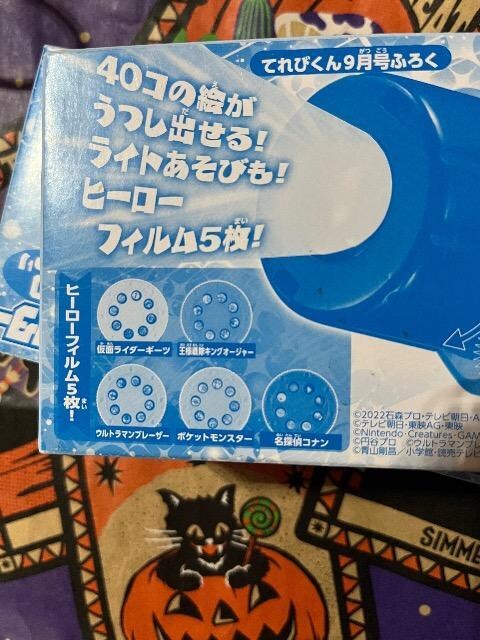 てれびくん9月号ふろく
40コの絵が
うつし出せる!
ライトあそびも!
ヒーロー
フィルム5枚!
ヒーローフィルム5枚!
仮面ライダーギーツ
王様戦隊キングオージャー
ウルトラマンブレーザー
ポケットモンスター
名探偵コナン
©2022石森プロ・テレビ朝日・A
©テレビ朝日・東映AG・東映
©Nintendo・Creatures・GAM
©円谷プロ ©ウルトラマンブレ
©青山剛昌/小学館・読売テレビ
SIMME